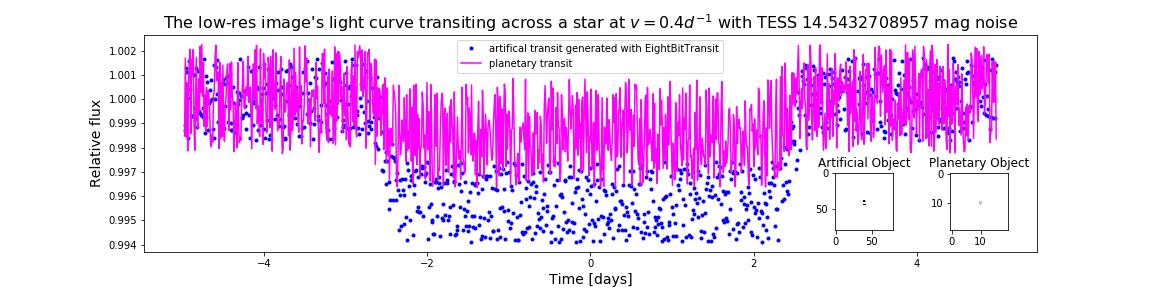 The low-res image's light curve transiting across a star at v = 0.4d⁻¹ with TESS 14.5432708957 mag noise
artifical transit generated with EightBitTransit
planetary transit
Relative flux
1.002
1.001
1.000
0.999
0.998
0.997
0.996
0.995
0.994
Artificial Object
0
50
0 50
Planetary Object
0
10
0 10
−4 −2 0 2 4
Time [days]